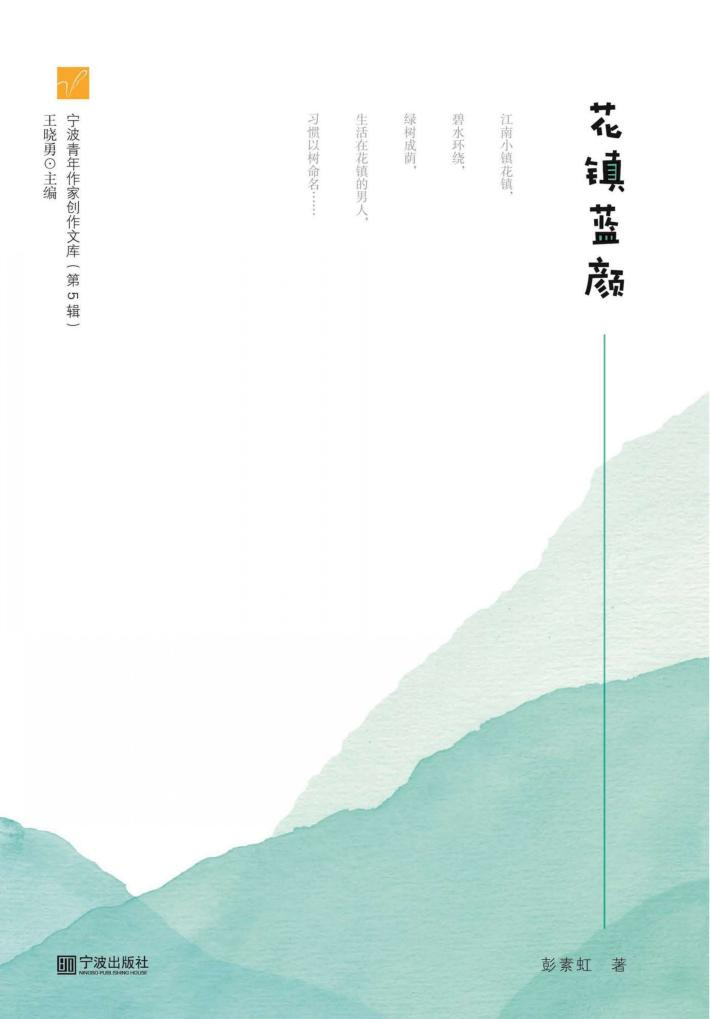 花镇蓝颜
江南小镇花镇，
碧水环绕，
绿树成荫，
生活在花镇的男人，
习惯以树命名……
宁波青年作家创作文库（第5辑）
王晓勇⊙主编
彭素虹 著
宁波出版社
NINGBO PUBLISHING HOUSE